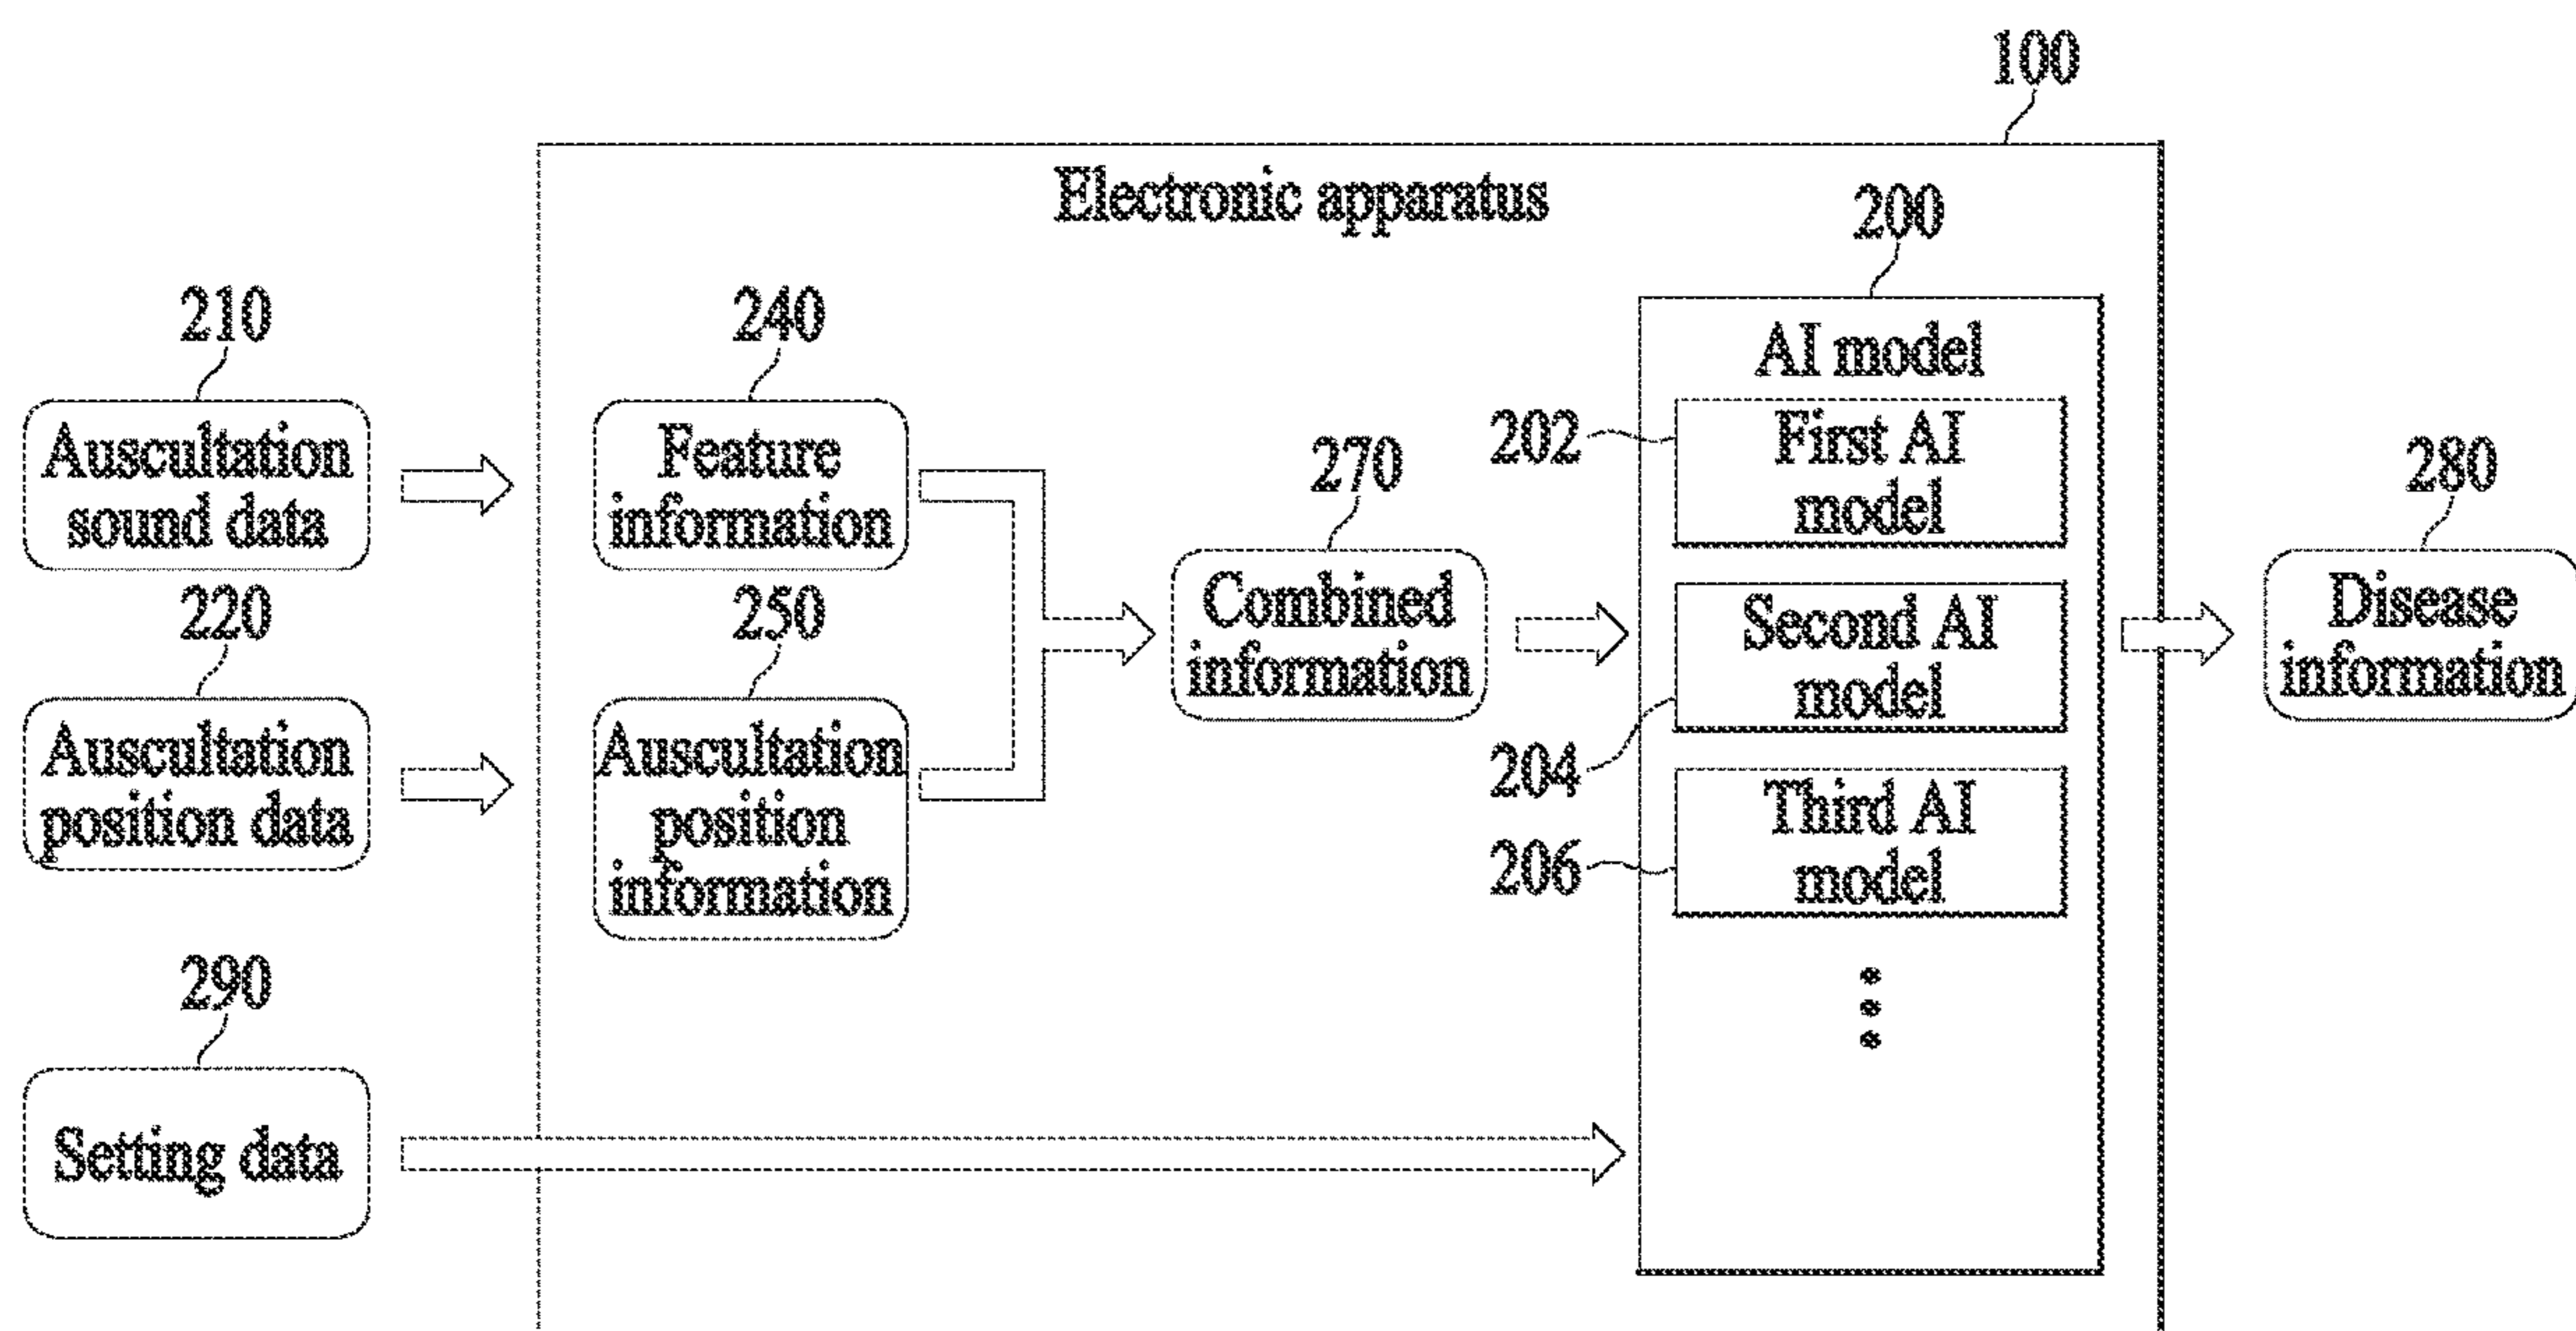 100
Electronic apparatus
200
210
240
AI model
Auscultation
sound data
Feature
information
270
202
First AI
model
280
220
250
Combined
information
Second AI
model
Disease
information
Auscultation
position data
Auscultation
position
information
204
Third AI
model
206
290
Setting data